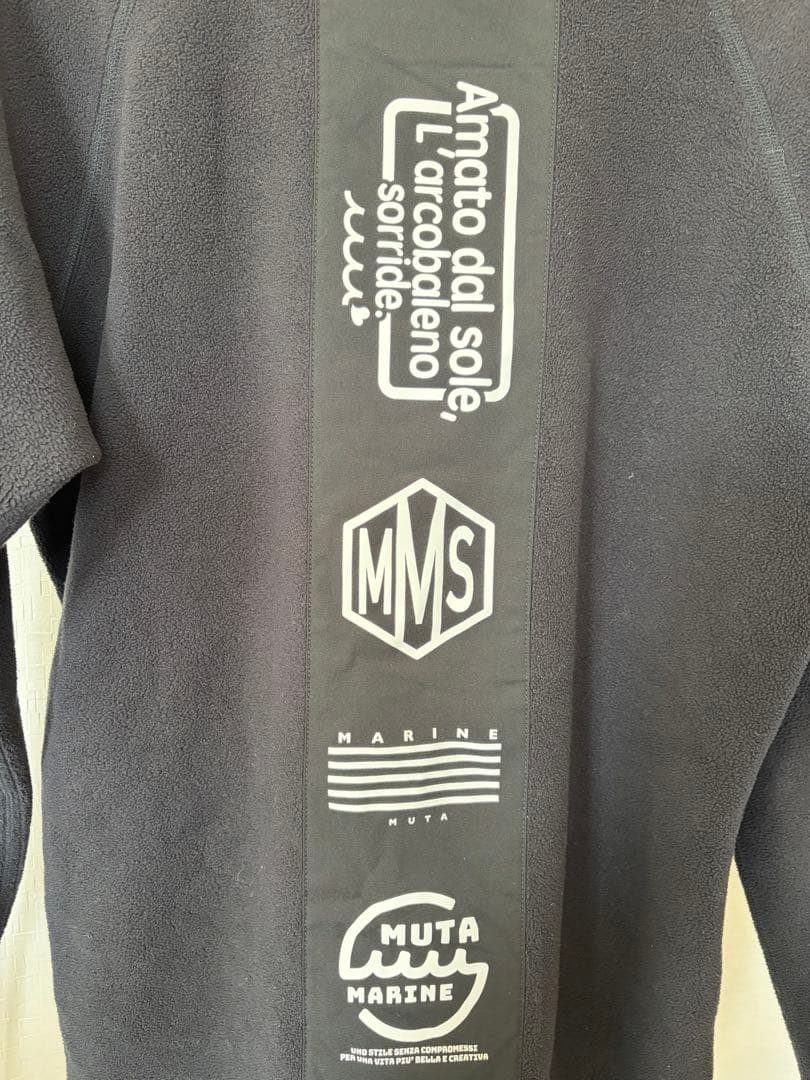 Amato dal sole,
L'arcobaleno
sorride.
MMS
MARINE
MUTA
MUTA
MARINE
UNO STILE SENZA COMPROMESSI
PER UNA VITA PIU' BELLA E CREATIVA